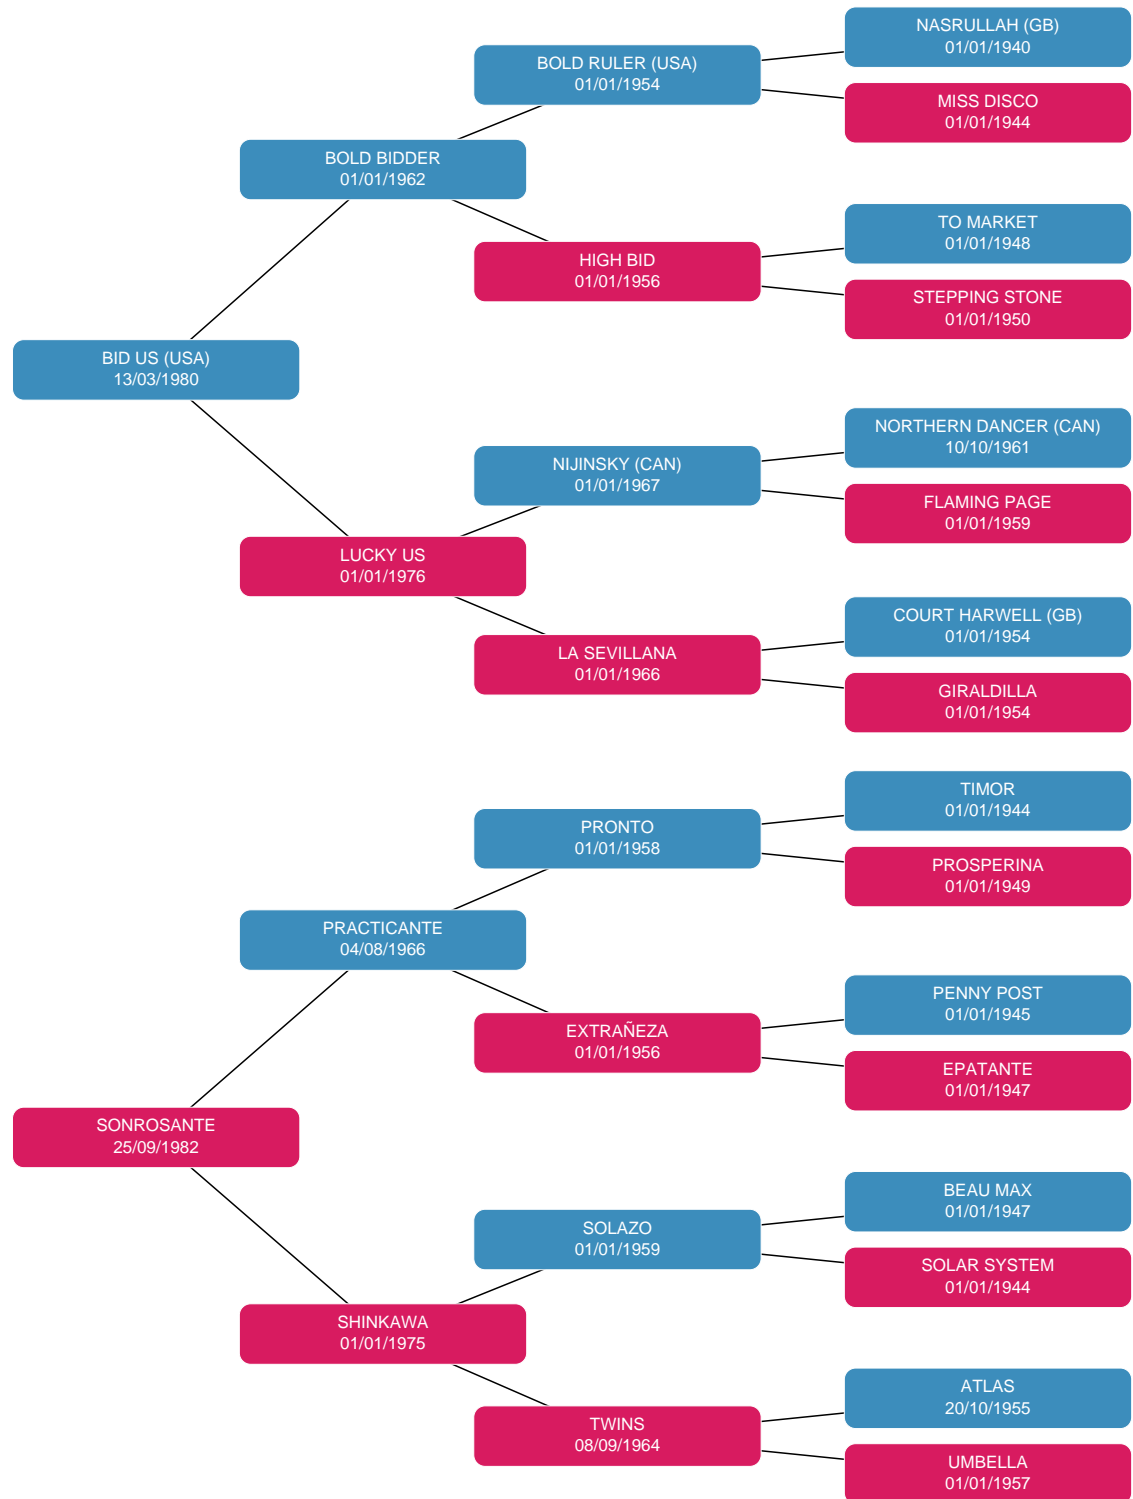 NASRULLAH (GB)
01/01/1940
BOLD RULER (USA)
01/01/1954
MISS DISCO
01/01/1944
BOLD BIDDER
01/01/1962
TO MARKET
01/01/1948
HIGH BID
01/01/1956
STEPPING STONE
01/01/1950
BID US (USA)
13/03/1980
NORTHERN DANCER (CAN)
10/10/1961
NIJINSKY (CAN)
01/01/1967
FLAMING PAGE
01/01/1959
LUCKY US
01/01/1976
COURT HARWELL (GB)
01/01/1954
LA SEVILLANA
01/01/1966
GIRALDILLA
01/01/1954
TIMOR
01/01/1944
PRONTO
01/01/1958
PROSPERINA
01/01/1949
PRACTICANTE
04/08/1966
PENNY POST
01/01/1945
EXTRAÑEZA
01/01/1956
EPATANTE
01/01/1947
SONROSANTE
25/09/1982
BEAU MAX
01/01/1947
SOLAZO
01/01/1959
SOLAR SYSTEM
01/01/1944
SHINKAWA
01/01/1975
ATLAS
20/10/1955
TWINS
08/09/1964
UMBELLA
01/01/1957